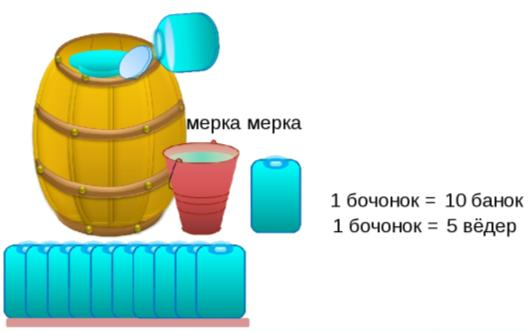 мерка мерка
1 бочонок = 10 банок
1 бочонок = 5 вёдер